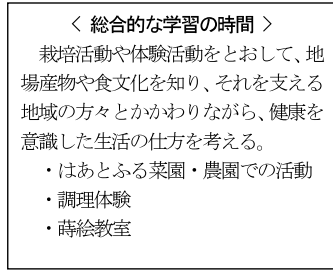 ＜ 総合的な学習の時間 ＞
栽培活動や体験活動をとおして、地
場産物や食文化を知り、それを支える
地域の方々とかかわりながら、健康を
意識した生活の仕方を考える。
・はあとふる菜園・農園での活動
・調理体験
・蒔絵教室